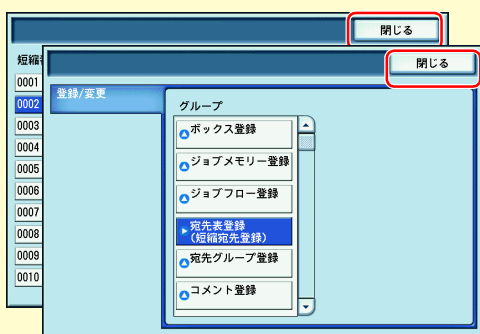 閉じる
閉じる
短縮
0001
0002
0003
0004
0005
0006
0007
0008
0009
0010
登録/変更
グループ
ボックス登録
ジョブメモリー登録
ジョブフロー登録
宛先表登録
(短縮宛先登録)
宛先グループ登録
コメント登録